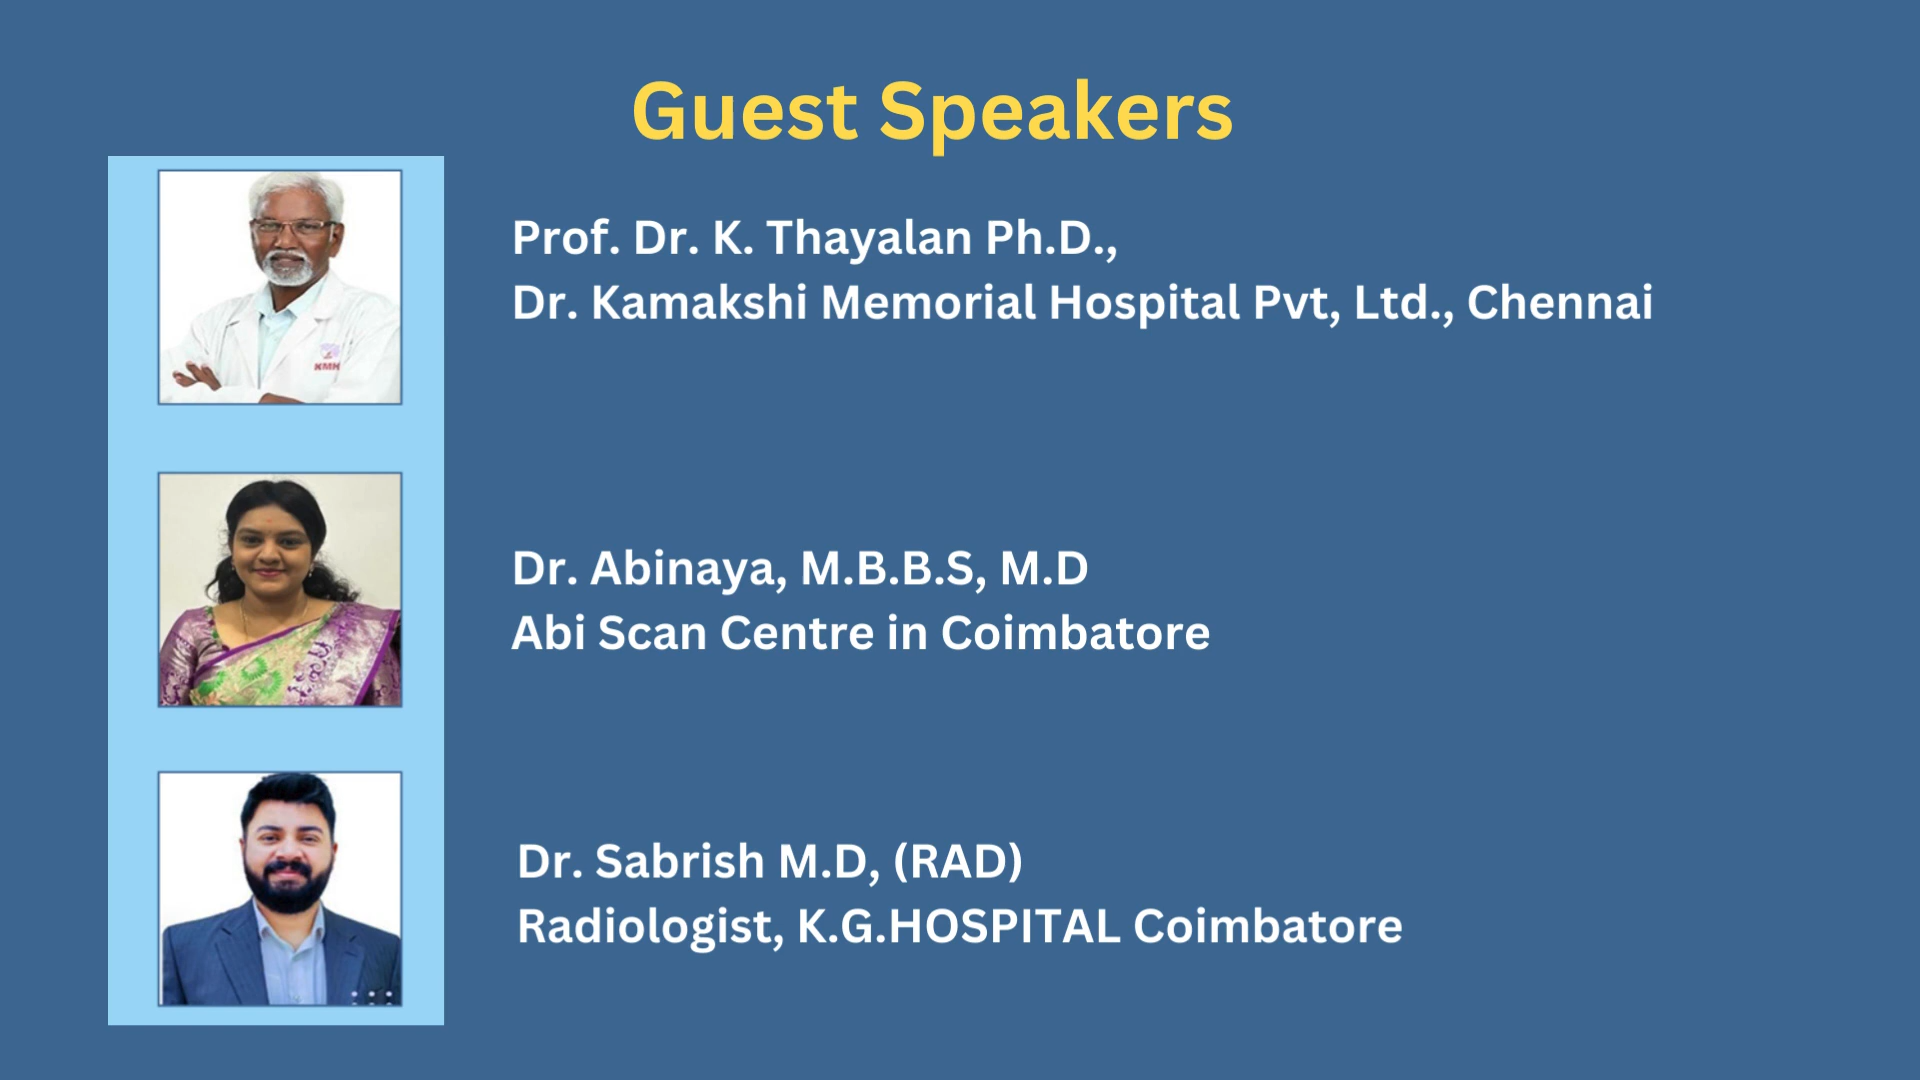 Guest Speakers
Prof. Dr. K. Thayalan Ph.D.,
Dr. Kamakshi Memorial Hospital Pvt, Ltd., Chennai
KMH
Dr. Abinaya, M.B.B.S, M.D
Abi Scan Centre in Coimbatore
Dr. Sabrish M.D, (RAD)
Radiologist, K.G.HOSPITAL Coimbatore